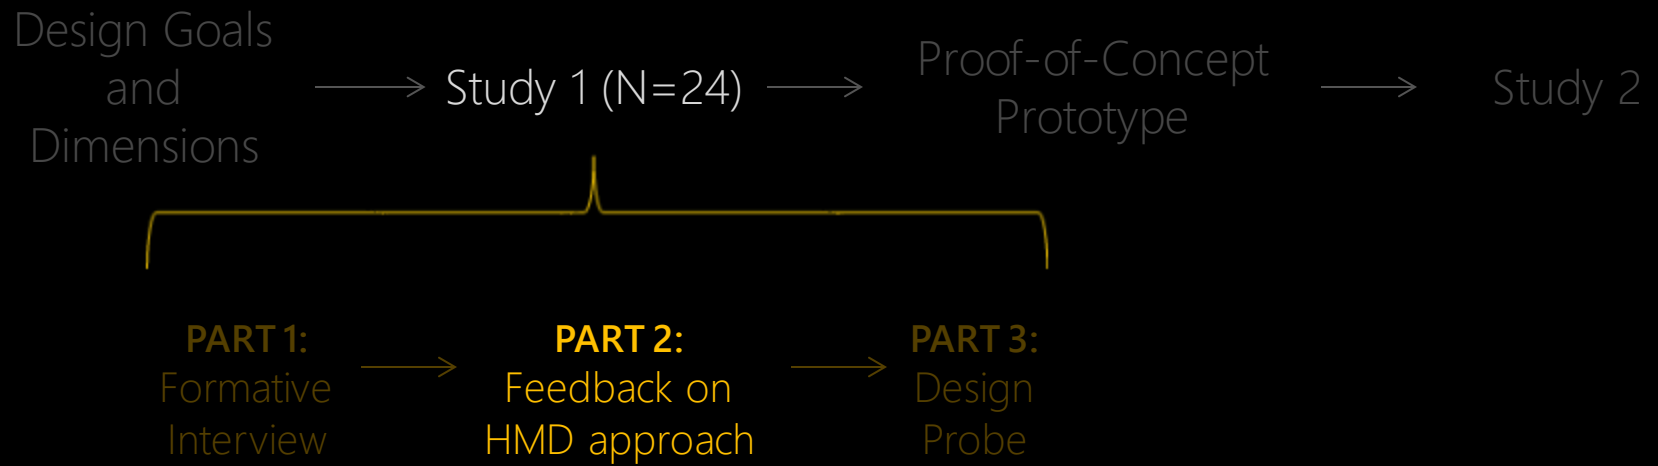 Design Goals
and
Dimensions
Study 1 (N=24)
Proof-of-Concept
Prototype
Study 2
PART 1:
Formative
Interview
PART 2:
Feedback on
HMD approach
PART 3:
Design
Probe